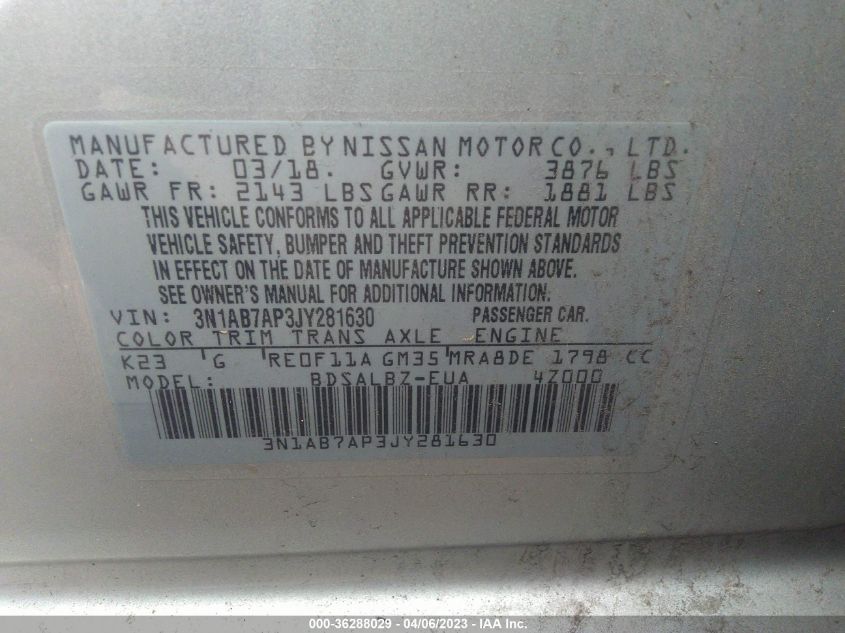 MANUFACTURED BY NISSAN MOTOR CO., LTD.
DATE: 03/18. GVWR: 3876 LBS
GAWR FR: 2143 LBS GAWR RR: 1881 LBS
THIS VEHICLE CONFORMS TO ALL APPLICABLE FEDERAL MOTOR
VEHICLE SAFETY, BUMPER AND THEFT PREVENTION STANDARDS
IN EFFECT ON THE DATE OF MANUFACTURE SHOWN ABOVE.
SEE OWNER'S MANUAL FOR ADDITIONAL INFORMATION.
VIN: 3N1AB7AP3JY281630 PASSENGER CAR.
COLOR TRIM TRANS AXLE ENGINE
K23 G RE0F11A GM35 MRA8DE 1798 CC
MODEL: BDSALBZ-EUA 4Z000
3N1AB7AP3JY281630
000-36288029 - 04/06/2023 - IAA Inc.